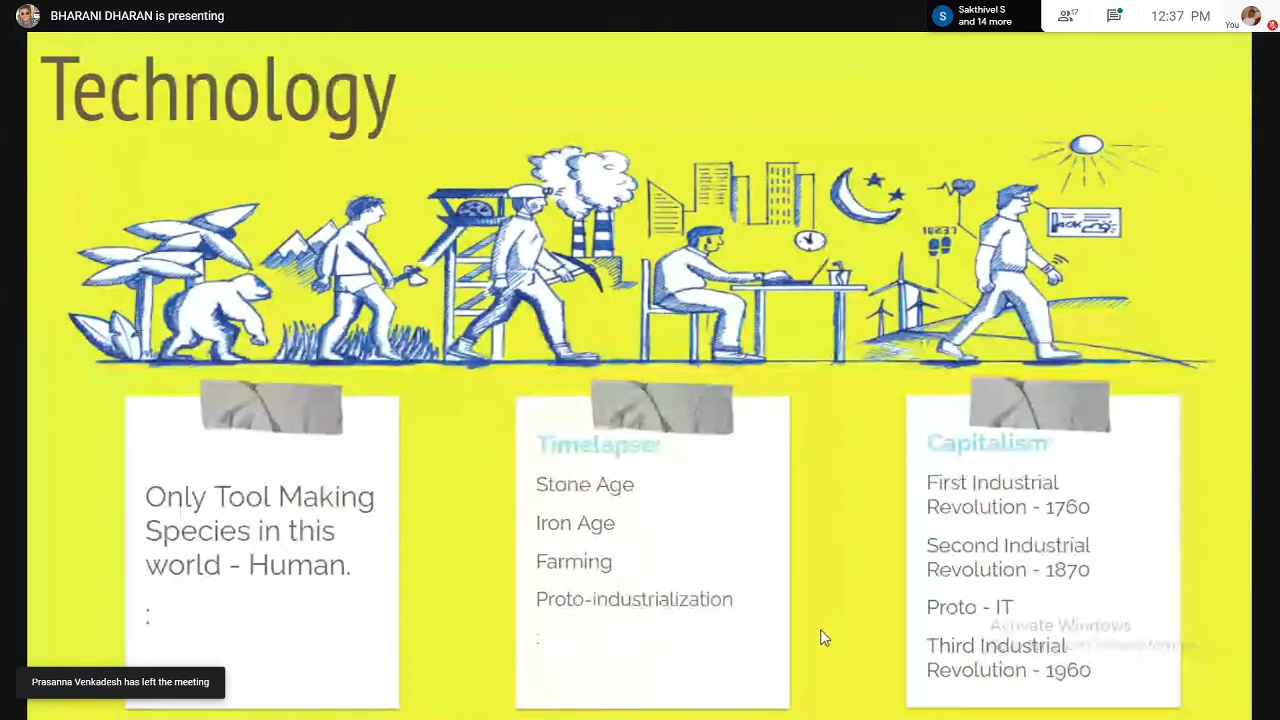 BHARANI DHARAN is presenting
S
Sakthivel S
and 14 more
17
12:37 PM
You
Technology
10237
OK
Only Tool Making
Species in this
world - Human.
:
Timelapse:
Stone Age
Iron Age
Farming
Proto-industrialization
:
Capitalism:
First Industrial
Revolution - 1760
Second Industrial
Revolution - 1870
Proto - IT
Activate Windows
Third Industrial
Revolution - 1960
Prasanna Venkadesh has left the meeting